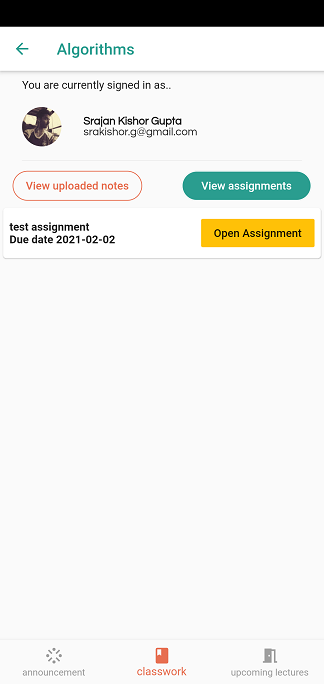 Algorithms
You are currently signed in as..
Srajan Kishor Gupta
srakishor.g@gmail.com
View uploaded notes
View assignments
test assignment
Due date 2021-02-02
Open Assignment
announcement
classwork
upcoming lectures